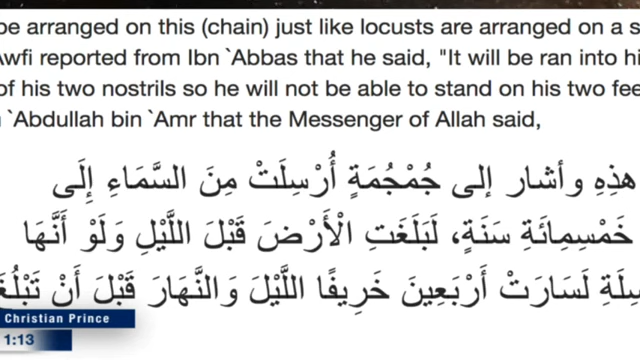 be arranged on this (chain) just like locusts are arranged on a
Awfi reported from Ibn `Abbas that he said, "It will be ran into
of his two nostrils so he will not be able to stand on his two
`Abdullah bin `Amr that the Messenger of Allah said,
هذِهِ وأشار إلى جُمْجُمَةٍ أُرْسِلَتْ مِنَ السَّمَاءِ إِلَى
خَمْسِمِائَةِ سَنَةٍ، لَبَلَغَتِ الْأَرْضَ قَبْلَ اللَّيْلِ وَلَوْ أَنَّهَا
لَسَارَتْ أَرْبَعِينَ خَرِيفًا اللَّيْلَ وَالنَّهَارَ قَبْلَ أَنْ
Christian Prince
1:13